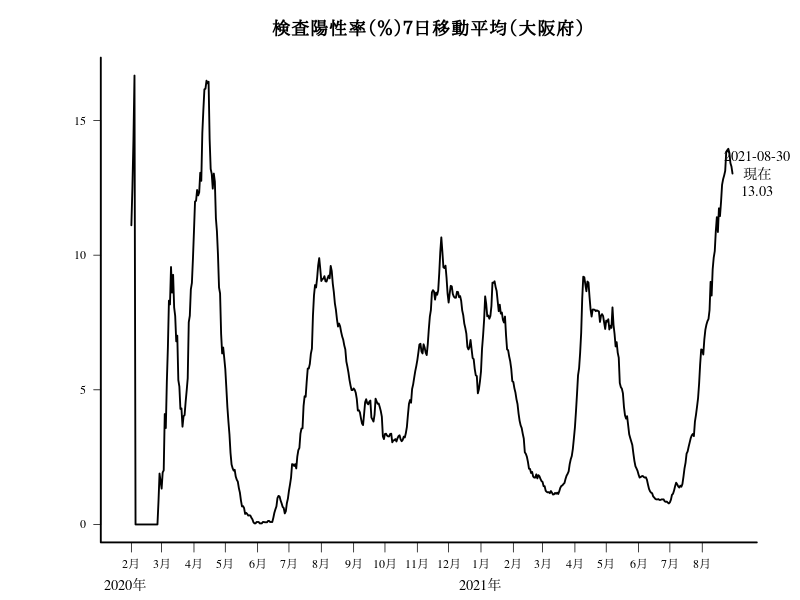 検査陽性率(%)7日移動平均(大阪府)
15
10
5
0
2021-08-30
現在
13.03
2月 3月 4月 5月 6月 7月 8月 9月 10月 11月 12月 1月 2月 3月 4月 5月 6月 7月 8月
2020年 2021年